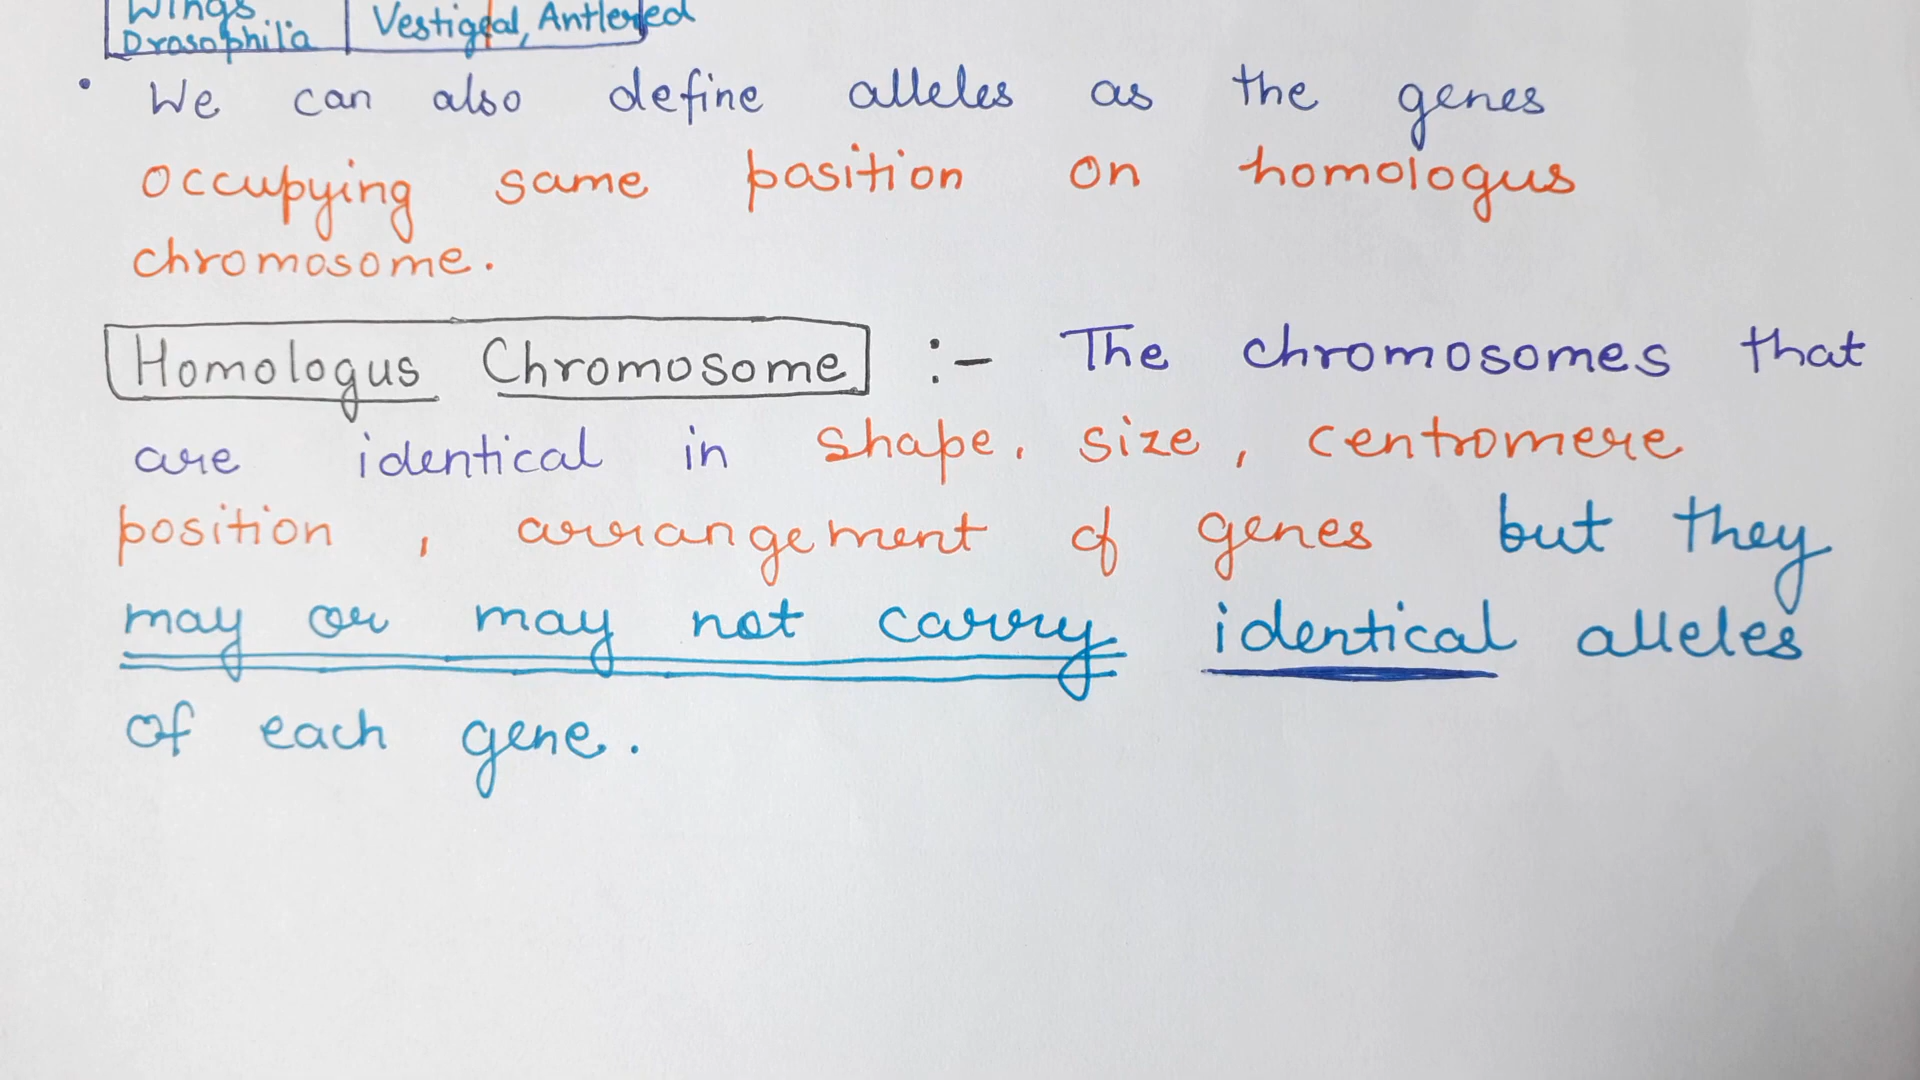 Wings
Drosophila Vestigeal, Antlered
• We can also define alleles as the genes
occupying same position on homologus
chromosome.
Homologus Chromosome :- The chromosomes that
are identical in shape, size, centromere
position, arrangement of genes but they
may or may not carry identical alleles
of each gene.